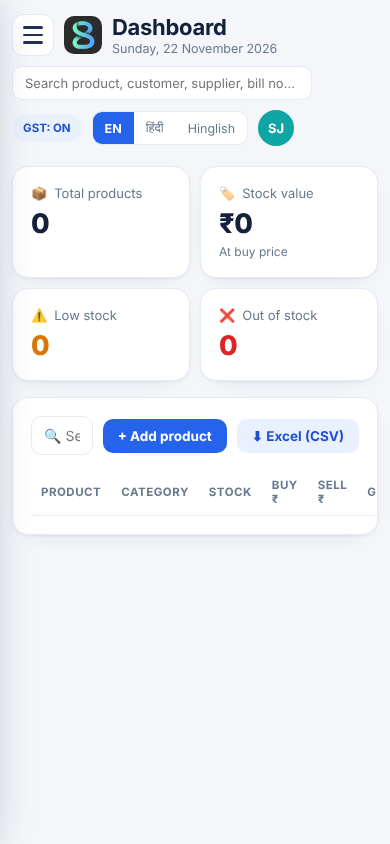 Dashboard
Sunday, 22 November 2026
Search product, customer, supplier, bill no...
GST: ON
EN
हिंदी
Hinglish
SJ
Total products
0
Stock value
₹0
At buy price
Low stock
0
Out of stock
0
Se
+ Add product
⬇ Excel (CSV)
PRODUCT CATEGORY STOCK BUY ₹ SELL ₹ G